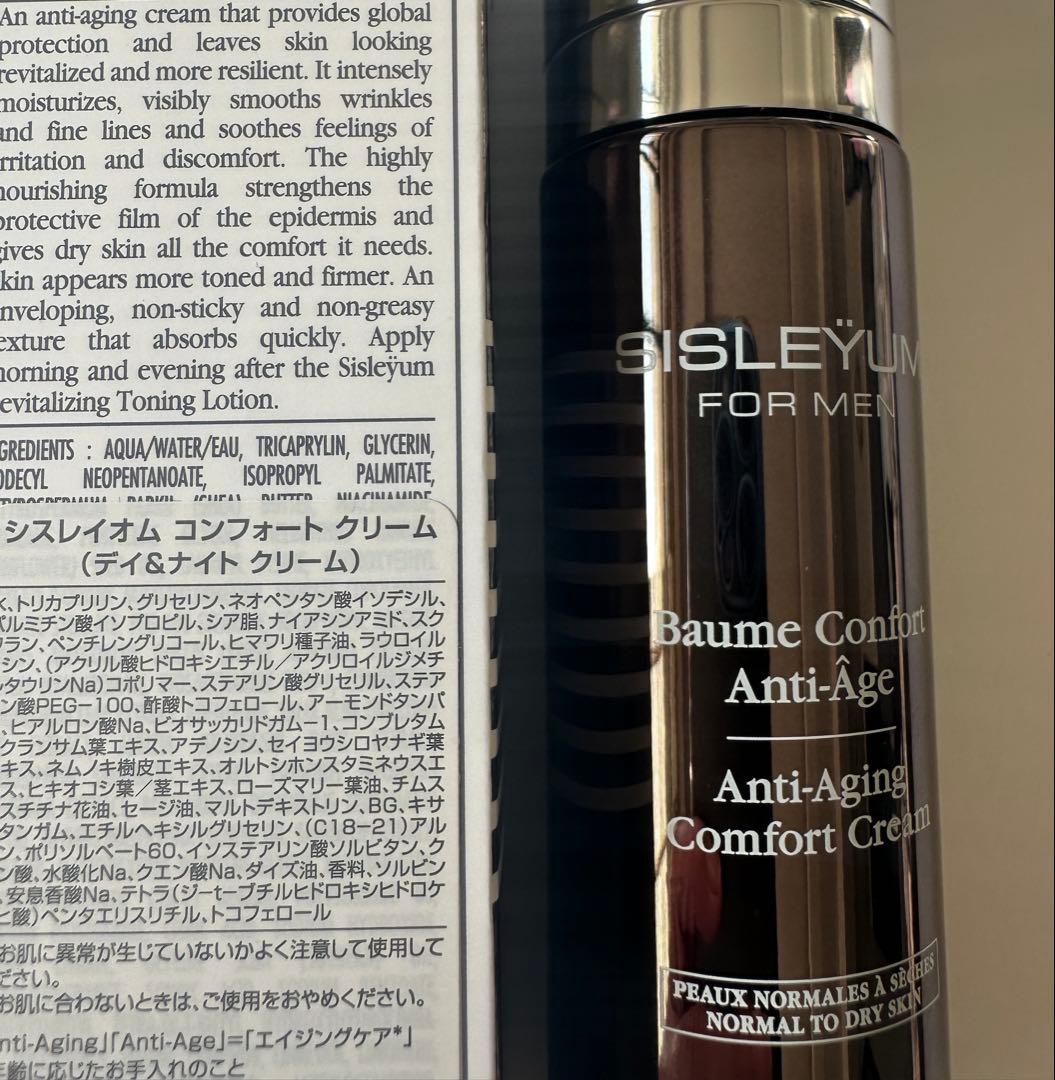 An anti-aging cream that provides global
protection and leaves skin looking
revitalized and more resilient. It intensely
moisturizes, visibly smooths wrinkles
and fine lines and soothes feelings of
irritation and discomfort. The highly
nourishing formula strengthens the
protective film of the epidermis and
gives dry skin all the comfort it needs.
kin appears more toned and firmer. An
nveloping, non-sticky and non-greasy
exture that absorbs quickly. Apply
morning and evening after the Sisleÿum
evitalizing Toning Lotion.
GREDIENTS : AQUA/WATER/EAU, TRICAPRYLIN, GLYCERIN,
ODECYL NEOPENTANOATE, ISOPROPYL PALMITATE,
シスレイオム コンフォート クリーム
(デイ&ナイト クリーム)
水、トリカプリリン、グリセリン、ネオペンタン酸イソデシル、
パルミチン酸イソプロピル、シア脂、ナイアシンアミド、スク
ワラン、ペンチレングリコール、ヒマワリ種子油、ラウロイル
シン、(アクリル酸ヒドロキシエチル/アクリロイルジメチ
ルタウリンNa)コポリマー、ステアリン酸グリセリル、ステア
ン酸PEG-100、酢酸トコフェロール、アーモンドタンパ
、ヒアルロン酸Na、ビオサッカリドガム-1、コンブレタム
クランサム葉エキス、アデノシン、セイヨウシロヤナギ葉
キス、ネムノキ樹皮エキス、オルトシホンスタミネウスエ
ス、ヒキオコシ葉/茎エキス、ローズマリー葉油、チムス
スチチナ花油、セージ油、マルトデキストリン、BG、キサ
タンガム、エチルヘキシルグリセリン、(C18-21)アル
ン、ポリソルベート60、イソステアリン酸ソルビタン、ク
ン酸、水酸化Na、クエン酸Na、ダイズ油、香料、ソルビン
、安息香酸Na、テトラ(ジ-t-ブチルヒドロキシヒドロケ
ヒ酸)ペンタエリスリチル、トコフェロール
お肌に異常が生じていないかよく注意して使用して
ださい。
お肌に合わないときは、ご使用をおやめください。
nti-Aging」「Anti-Age」=「エイジングケア*」
年齢に応じたお手入れのこと
SISLEŸUM
FOR MEN
Baume Confort
Anti-Âge
Anti-Aging
Comfort Cream
PEAUX NORMALES À SÈCHES
NORMAL TO DRY SKIN